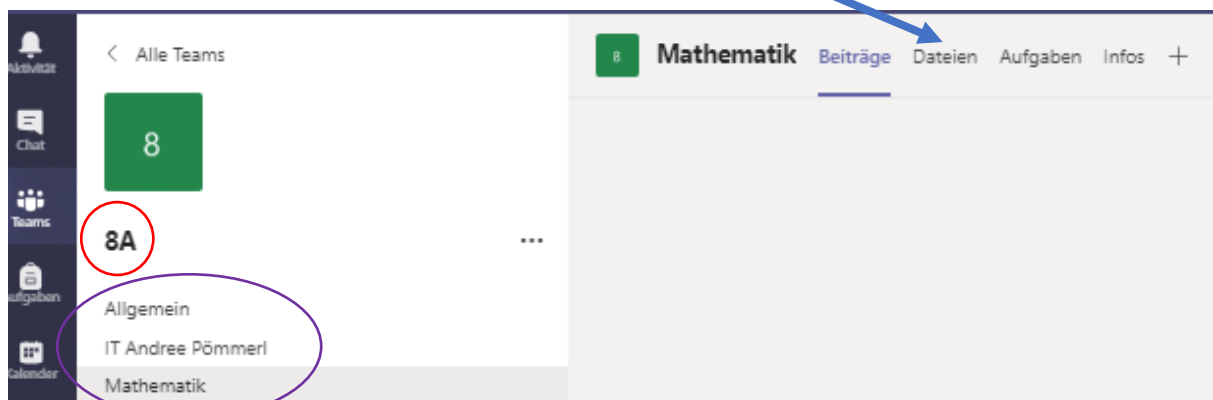 Aktivität
Chat
Teams
Aufgaben
Kalender
Alle Teams
8
8A
...
Allgemein
IT Andree Pömmerl
Mathematik
8 Mathematik Beiträge Dateien Aufgaben Infos +